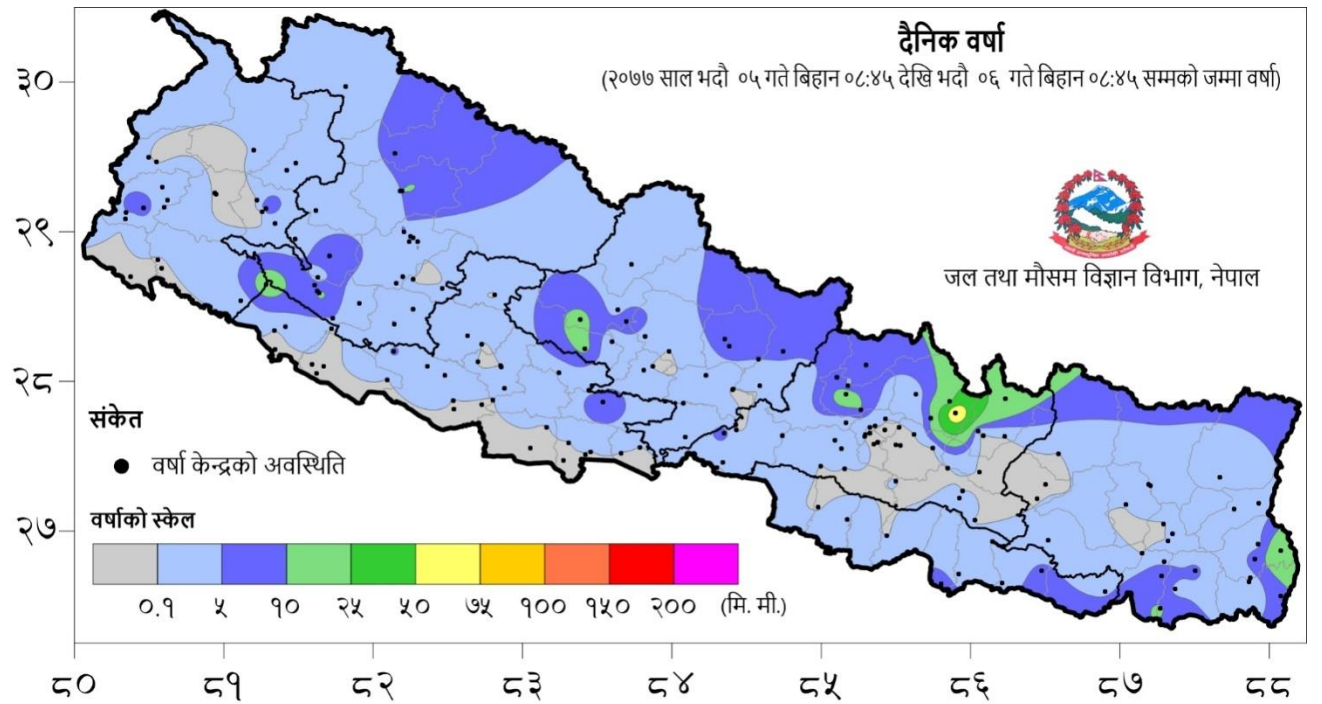 दैनिक वर्षा
(२०७७ साल भदौ ०५ गते बिहान ०८:४५ देखि भदौ ०६ गते बिहान ०८:४५ सम्मको जम्मा वर्षा)
जल तथा मौसम विज्ञान विभाग, नेपाल
३०
२९
२८
२७
संकेत
वर्षा केन्द्रको अवस्थिति
वर्षाको स्केल
०.१ ५ १० २५ ५० ७५ १०० १५० २०० (मि. मी.)
८० ८१ ८२ ८३ ८४ ८५ ८६ ८७ ८८